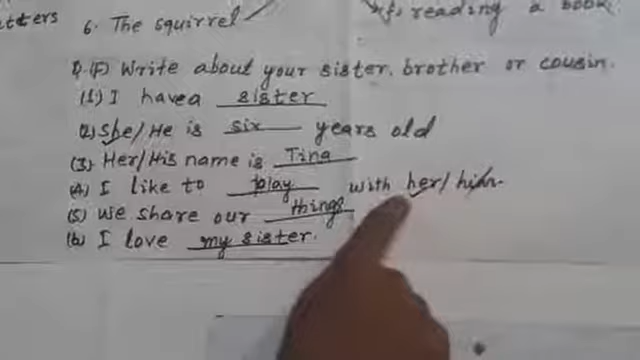 6. The squirrel
reading a book
Q.(F) Write about your sister, brother or cousin.
(1) I have a sister
(2) She/He is six years old
(3) Her/His name is Tina
(4) I like to play with her/him.
(5) We share our things
(6) I love my sister.